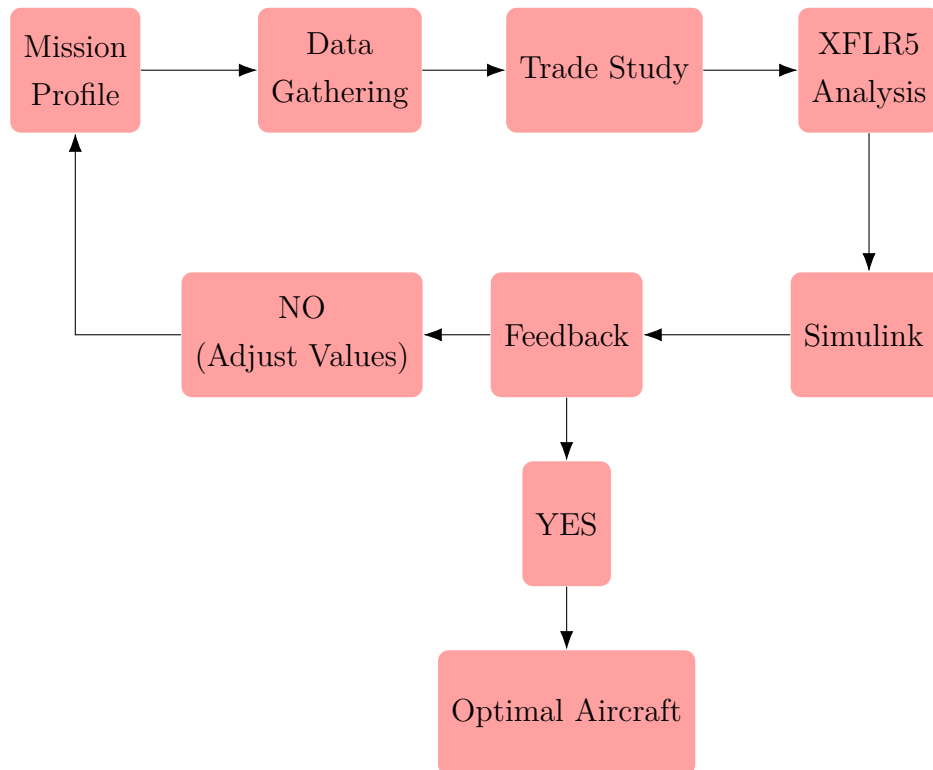 Mission
Profile
Data
Gathering
Trade Study
XFLR5
Analysis
NO
(Adjust Values)
Feedback
Simulink
YES
Optimal Aircraft